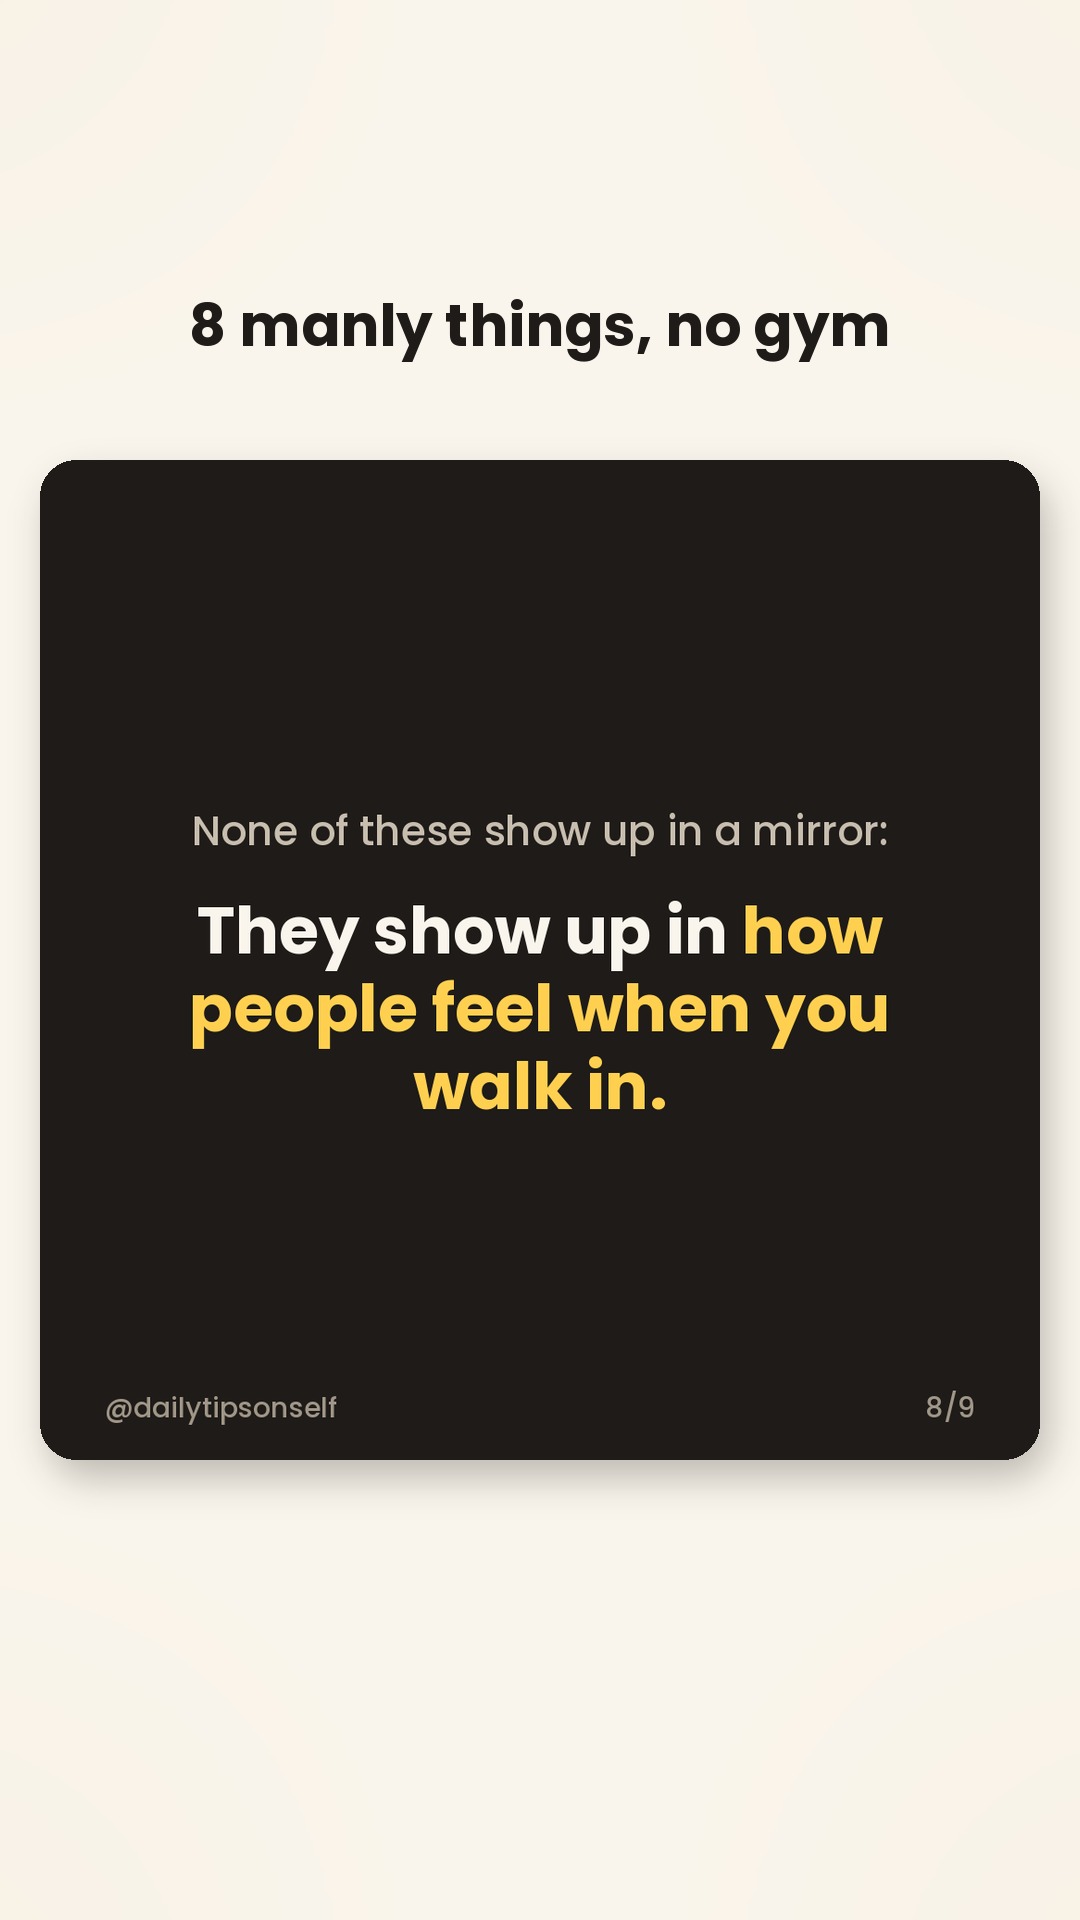 8 manly things, no gym
None of these show up in a mirror:
They show up in how
people feel when you
walk in.
@dailytipsonself
8/9